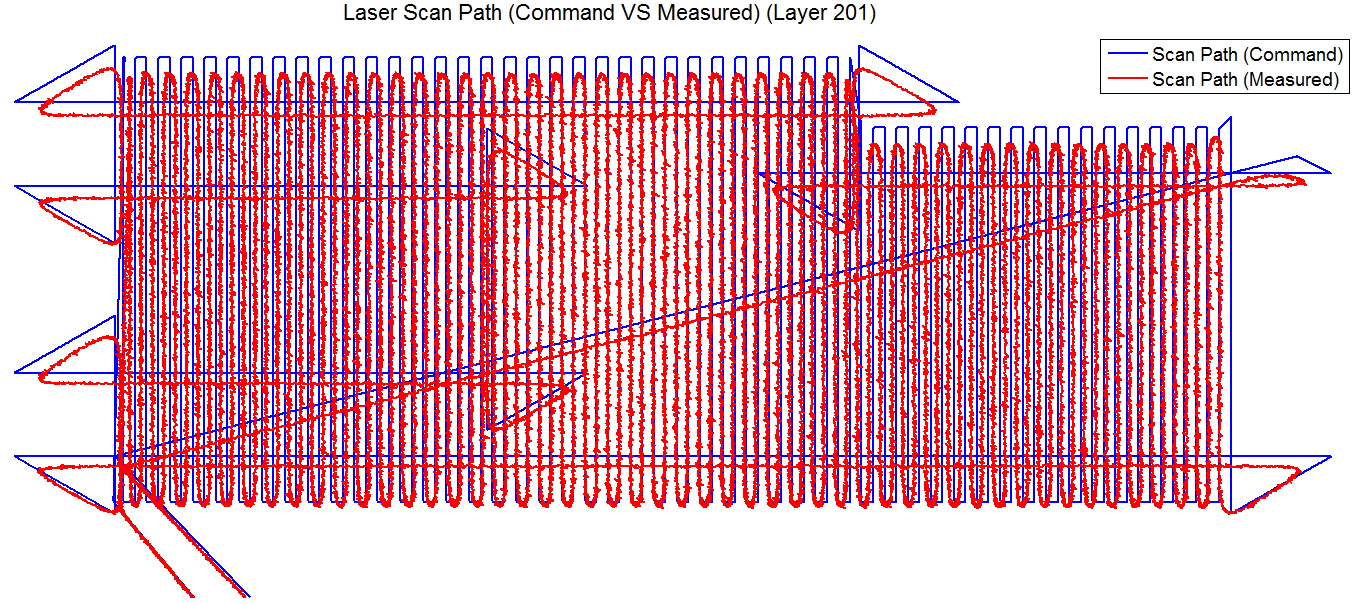 Laser Scan Path (Command VS Measured) (Layer 201)
Scan Path (Command)
Scan Path (Measured)